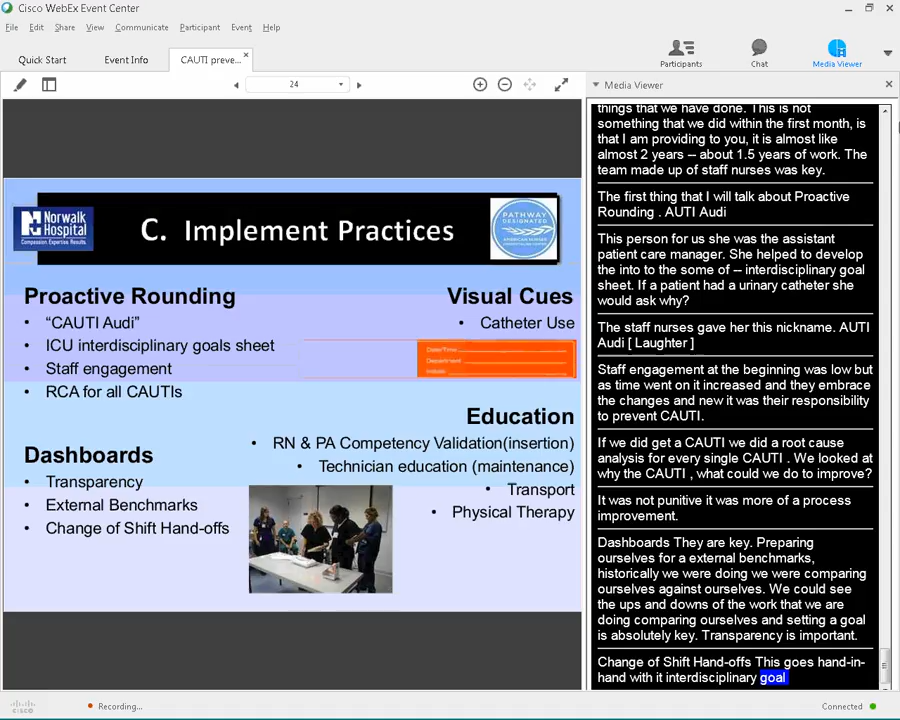 Cisco WebEx Event Center
File Edit Share View Communicate Participant Event Help
Quick Start
Event Info
CAUTI preve...
Participants
Chat
Media Viewer
24
Media Viewer
Norwalk
Hospital
Compassion. Expertise. Results.
C. Implement Practices
PATHWAY
DESIGNATED
Proactive Rounding
• "CAUTI Audi"
• ICU interdisciplinary goals sheet
• Staff engagement
• RCA for all CAUTIs
Dashboards
• Transparency
• External Benchmarks
• Change of Shift Hand-offs
Visual Cues
• Catheter Use
Date/Time
Department
Initials
Education
• RN & PA Competency Validation(insertion)
• Technician education (maintenance)
• Transport
• Physical Therapy
things that we have done. This is not
something that we did within the first month, is
that I am providing to you, it is almost like
almost 2 years -- about 1.5 years of work. The
team made up of staff nurses was key.
The first thing that I will talk about Proactive
Rounding . AUTI Audi
This person for us she was the assistant
patient care manager. She helped to develop
the into to the some of -- interdisciplinary goal
sheet. If a patient had a urinary catheter she
would ask why?
The staff nurses gave her this nickname. AUTI
Audi [ Laughter ]
Staff engagement at the beginning was low but
as time went on it increased and they embrace
the changes and new it was their responsibility
to prevent CAUTI.
If we did get a CAUTI we did a root cause
analysis for every single CAUTI . We looked at
why the CAUTI , what could we do to improve?
It was not punitive it was more of a process
improvement.
Dashboards They are key. Preparing
ourselves for a external benchmarks,
historically we were doing we were comparing
ourselves against ourselves. We could see
the ups and downs of the work that we are
doing comparing ourselves and setting a goal
is absolutely key. Transparency is important.
Change of Shift Hand-offs This goes hand-in-
hand with it interdisciplinary goal
cisco
Recording...
Connected